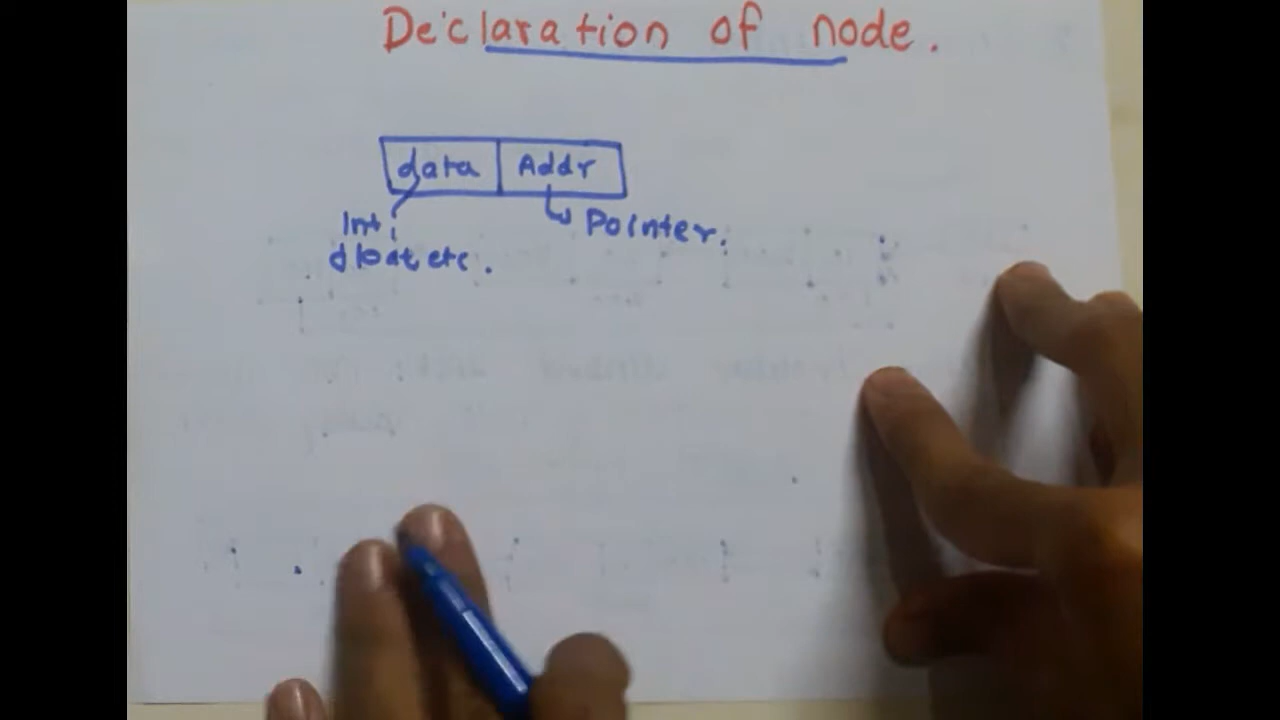 Declaration of node.
data Addr
Int, Pointer.
float etc.